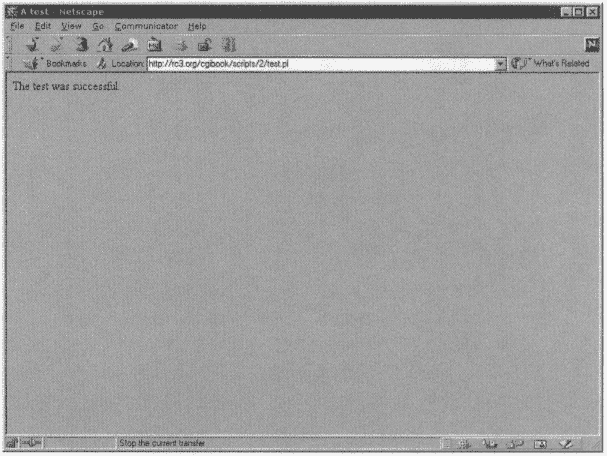 A test - Netscape
File Edit View Go Communicator Help
Bookmarks Location: http://rc3.org/cgibook/scripts/2/test.pl What's Related
The test was successful.
Stop the current transfer